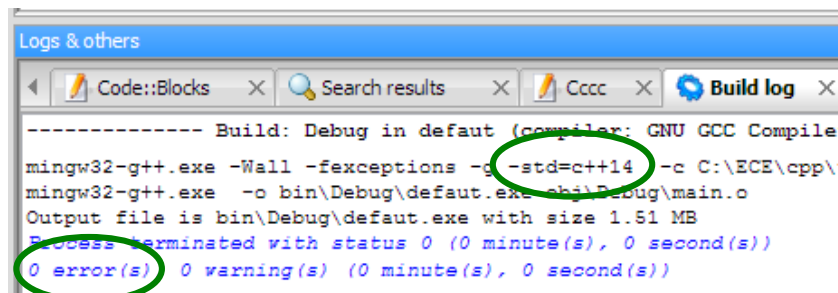 Logs & others
Code::Blocks Search results Cccc Build log
-------------- Build: Debug in defaut (compiler: GNU GCC Compile
mingw32-g++.exe -Wall -fexceptions -g -std=c++14 -c C:\ECE\cpp\
mingw32-g++.exe -o bin\Debug\defaut.exe obj\Debug\main.o
Output file is bin\Debug\defaut.exe with size 1.51 MB
Process terminated with status 0 (0 minute(s), 0 second(s))
0 error(s) 0 warning(s) (0 minute(s), 0 second(s))